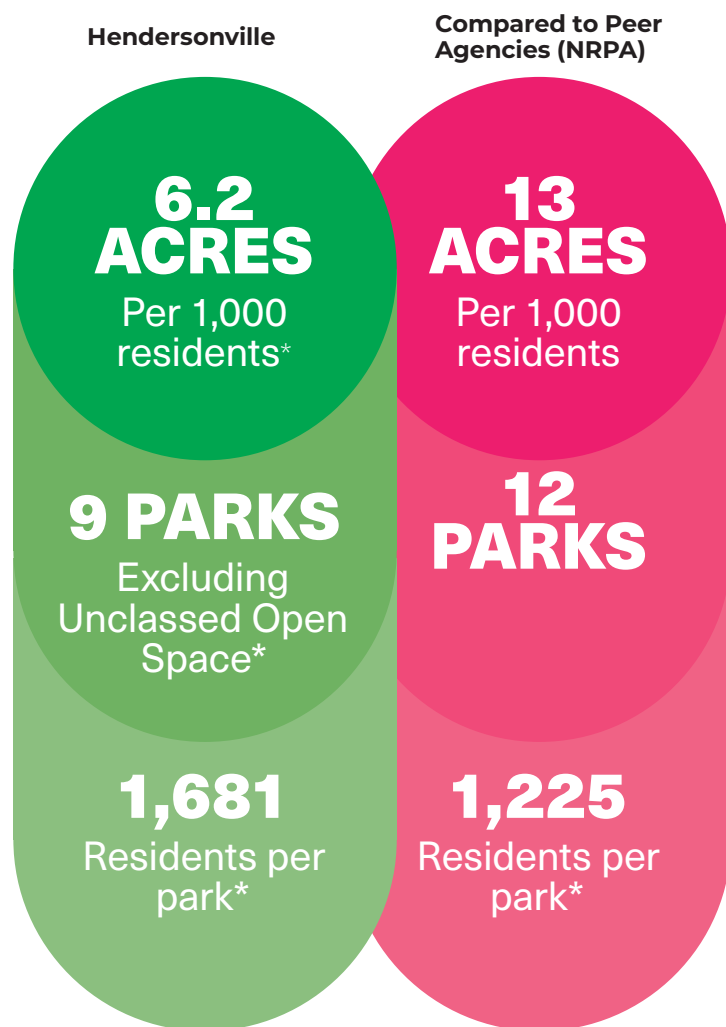 Hendersonville
6.2
ACRES
Per 1,000
residents*
9 PARKS
Excluding
Unclassed Open
Space*
1,681
Residents per
park*
Compared to Peer
Agencies (NRPA)
13
ACRES
Per 1,000
residents
12
PARKS
1,225
Residents per
park*